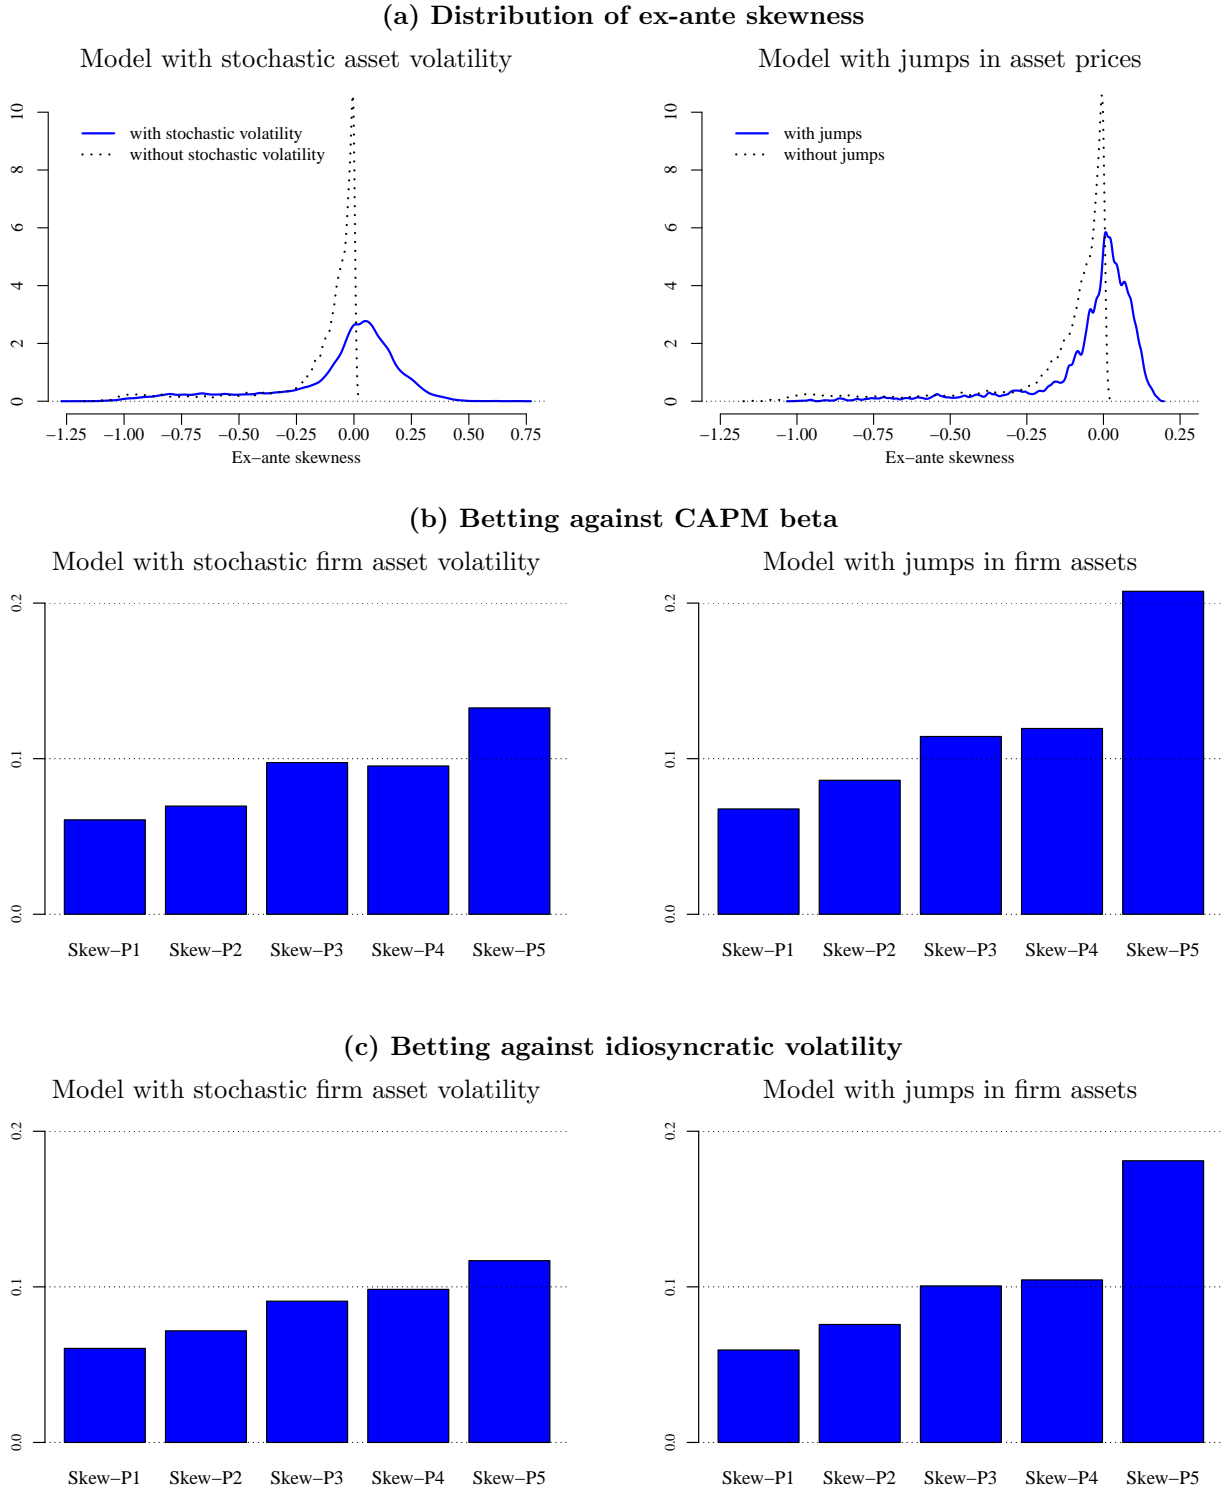 (a) Distribution of ex-ante skewness
Model with stochastic asset volatility
10
8
6
4
2
0
with stochastic volatility
without stochastic volatility
−1.25 −1.00 −0.75 −0.50 −0.25 0.00 0.25 0.50 0.75
Ex−ante skewness
Model with jumps in asset prices
10
8
6
4
2
0
with jumps
without jumps
−1.25 −1.00 −0.75 −0.50 −0.25 0.00 0.25
Ex−ante skewness
(b) Betting against CAPM beta
Model with stochastic firm asset volatility
0.2
0.1
0.0
Skew−P1 Skew−P2 Skew−P3 Skew−P4 Skew−P5
Model with jumps in firm assets
0.2
0.1
0.0
Skew−P1 Skew−P2 Skew−P3 Skew−P4 Skew−P5
(c) Betting against idiosyncratic volatility
Model with stochastic firm asset volatility
0.2
0.1
0.0
Skew−P1 Skew−P2 Skew−P3 Skew−P4 Skew−P5
Model with jumps in firm assets
0.2
0.1
0.0
Skew−P1 Skew−P2 Skew−P3 Skew−P4 Skew−P5